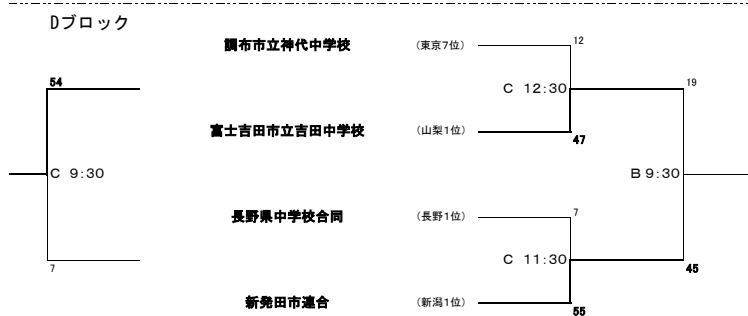 Dブロック
調布市立神代中学校 (東京7位) 12
54 C 12:30 19
富士吉田市立吉田中学校 (山梨1位) 47
C 9:30 B 9:30
長野県中学校合同 (長野1位) 7
7 C 11:30 45
新発田市連合 (新潟1位) 55